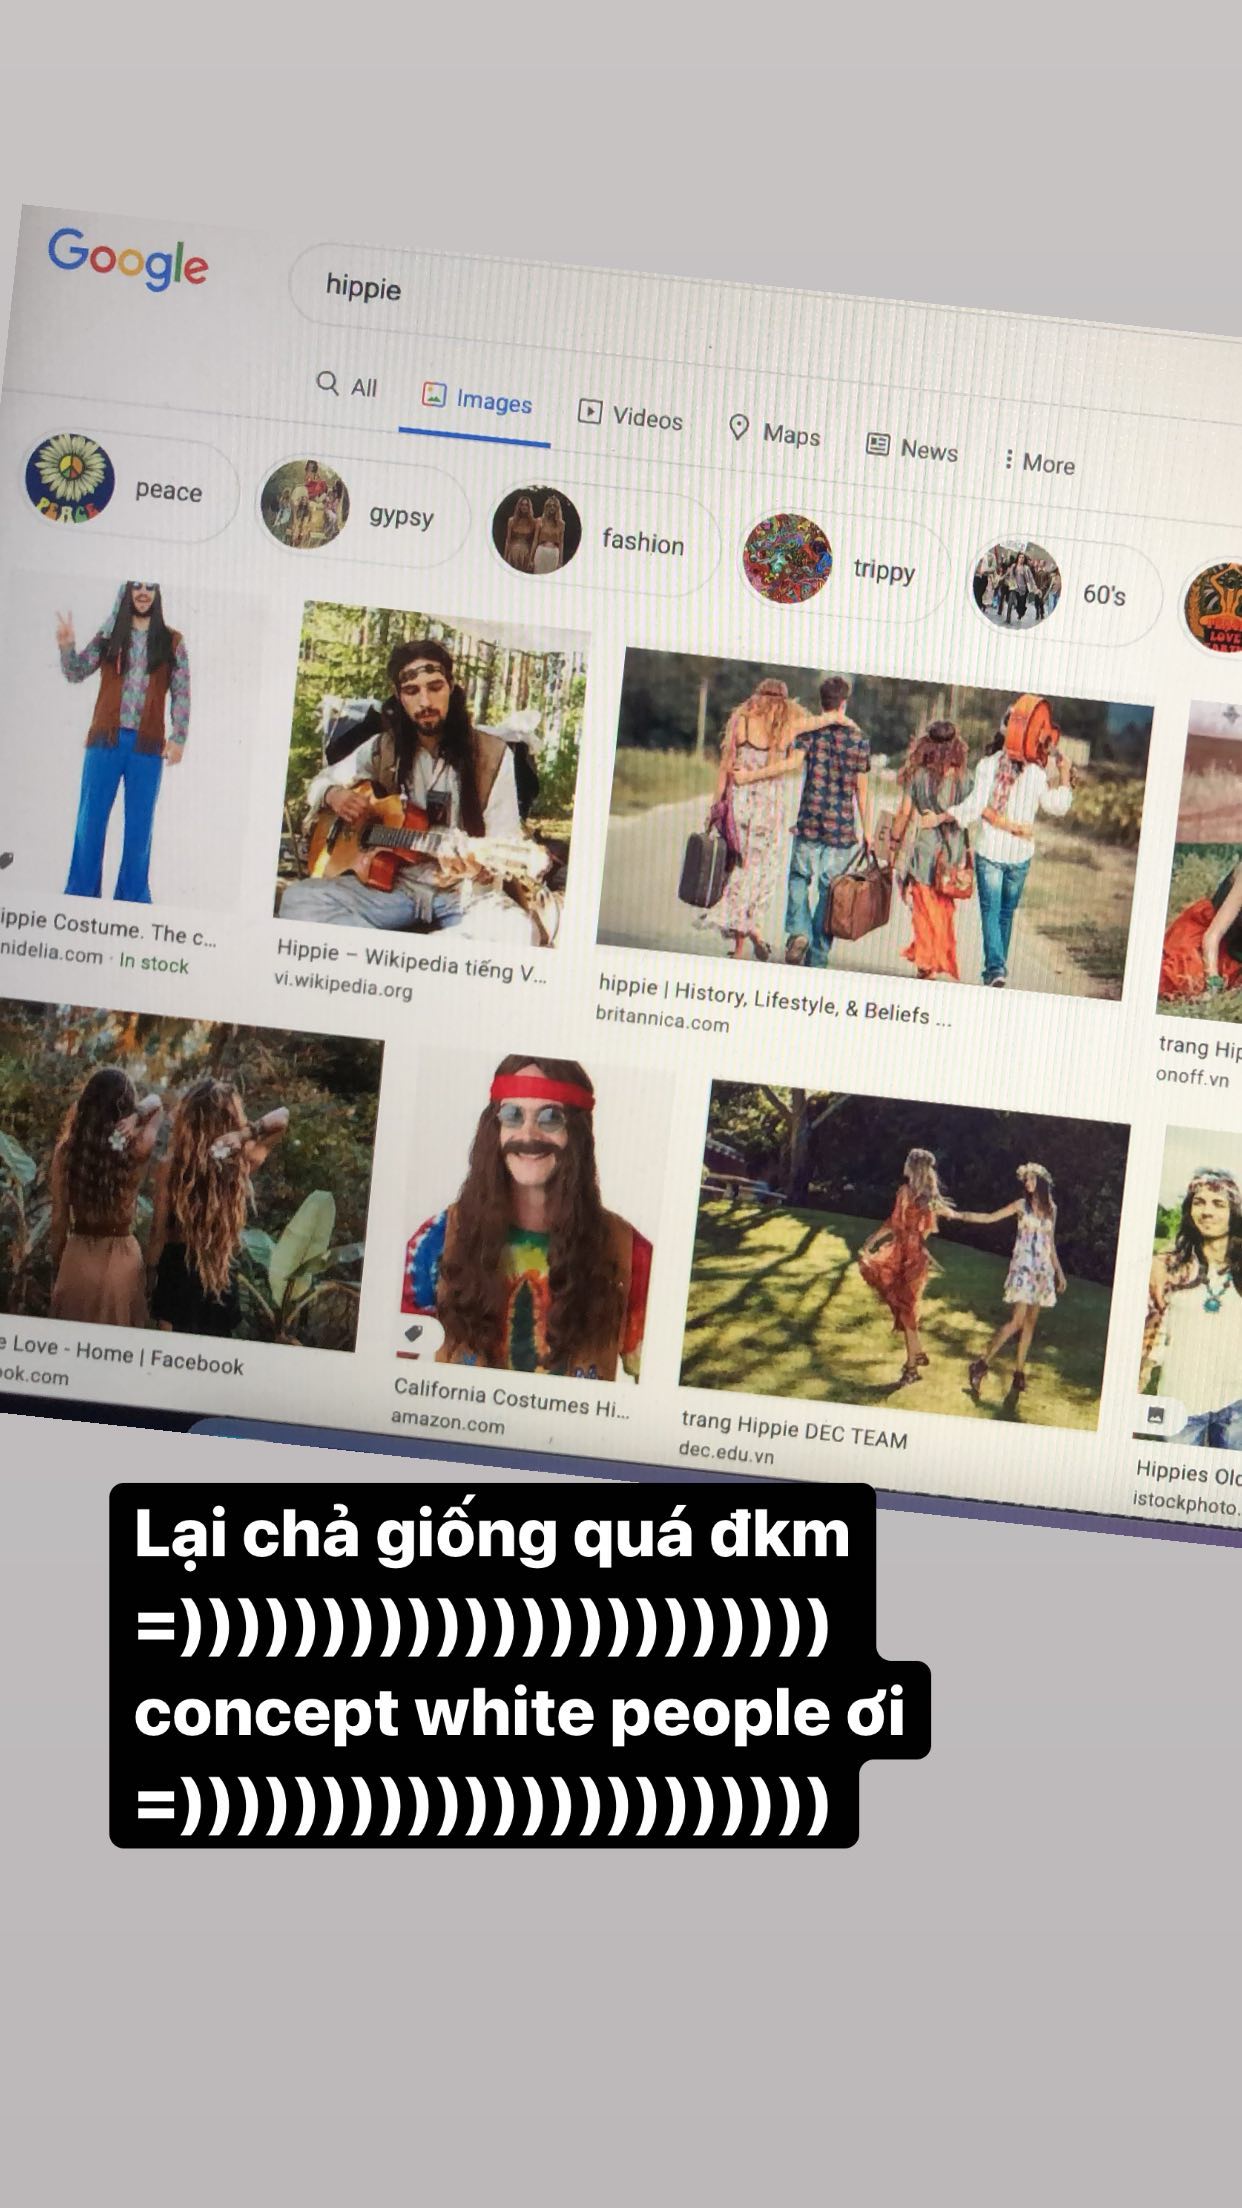 Google
hippie
All Images Videos Maps News More
peace gypsy fashion trippy 60's
PEACE
LOVE
ippie Costume. The c...
nidelia.com · In stock
Hippie – Wikipedia tiếng V...
vi.wikipedia.org
hippie | History, Lifestyle, & Beliefs ...
britannica.com
trang Hip
onoff.vn
e Love - Home | Facebook
ok.com
California Costumes Hi...
amazon.com
trang Hippie DEC TEAM
dec.edu.vn
Hippies Old
istockphoto.
Lại chả giống quá đkm
=)))))))))))))))))))))))
concept white people ơi
=)))))))))))))))))))))))